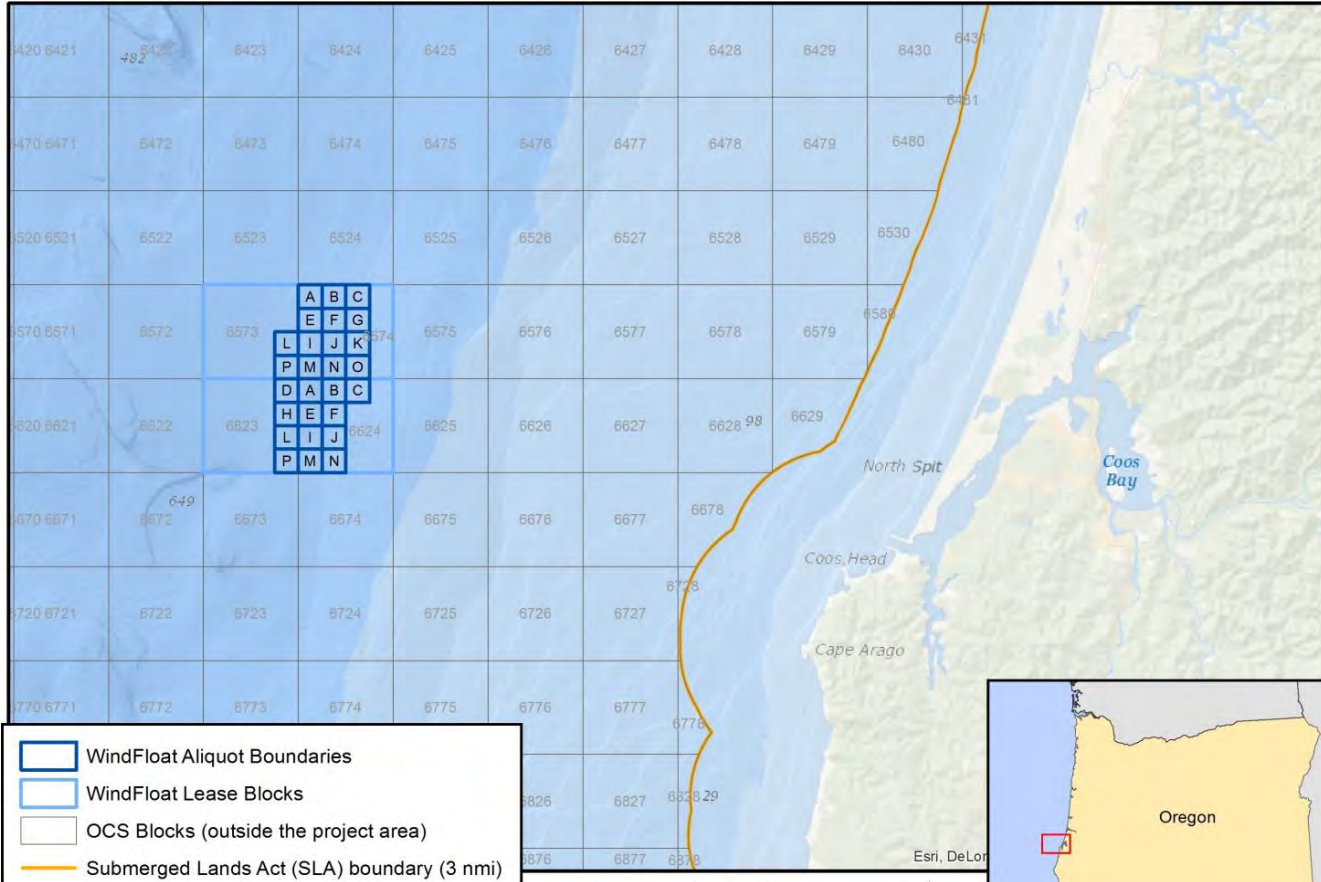 6420 6421 6422 6423 6424 6425 6426 6427 6428 6429 6430 6431
482
6481
6470 6471 6472 6473 6474 6475 6476 6477 6478 6479 6480
6520 6521 6522 6523 6524 6525 6526 6527 6528 6529 6530
A B C
E F G
6580
6570 6571 6572 6573 6574 6575 6576 6577 6578 6579
L I J K
P M N O
D A B C
H E F
6620 6621 6622 6623 6624 6625 6626 6627 6628 98 6629
L I J
P M N
North Spit
Coos
Bay
649
6670 6671 6672 6673 6674 6675 6676 6677 6678
Coos Head
6728
6720 6721 6722 6723 6724 6725 6726 6727
Cape Arago
6770 6771 6772 6773 6774 6775 6776 6777 6778
6826 6827 6828 29
6876 6877 6878
WindFloat Aliquot Boundaries
WindFloat Lease Blocks
OCS Blocks (outside the project area)
Submerged Lands Act (SLA) boundary (3 nmi)
Esri, DeLor
Oregon